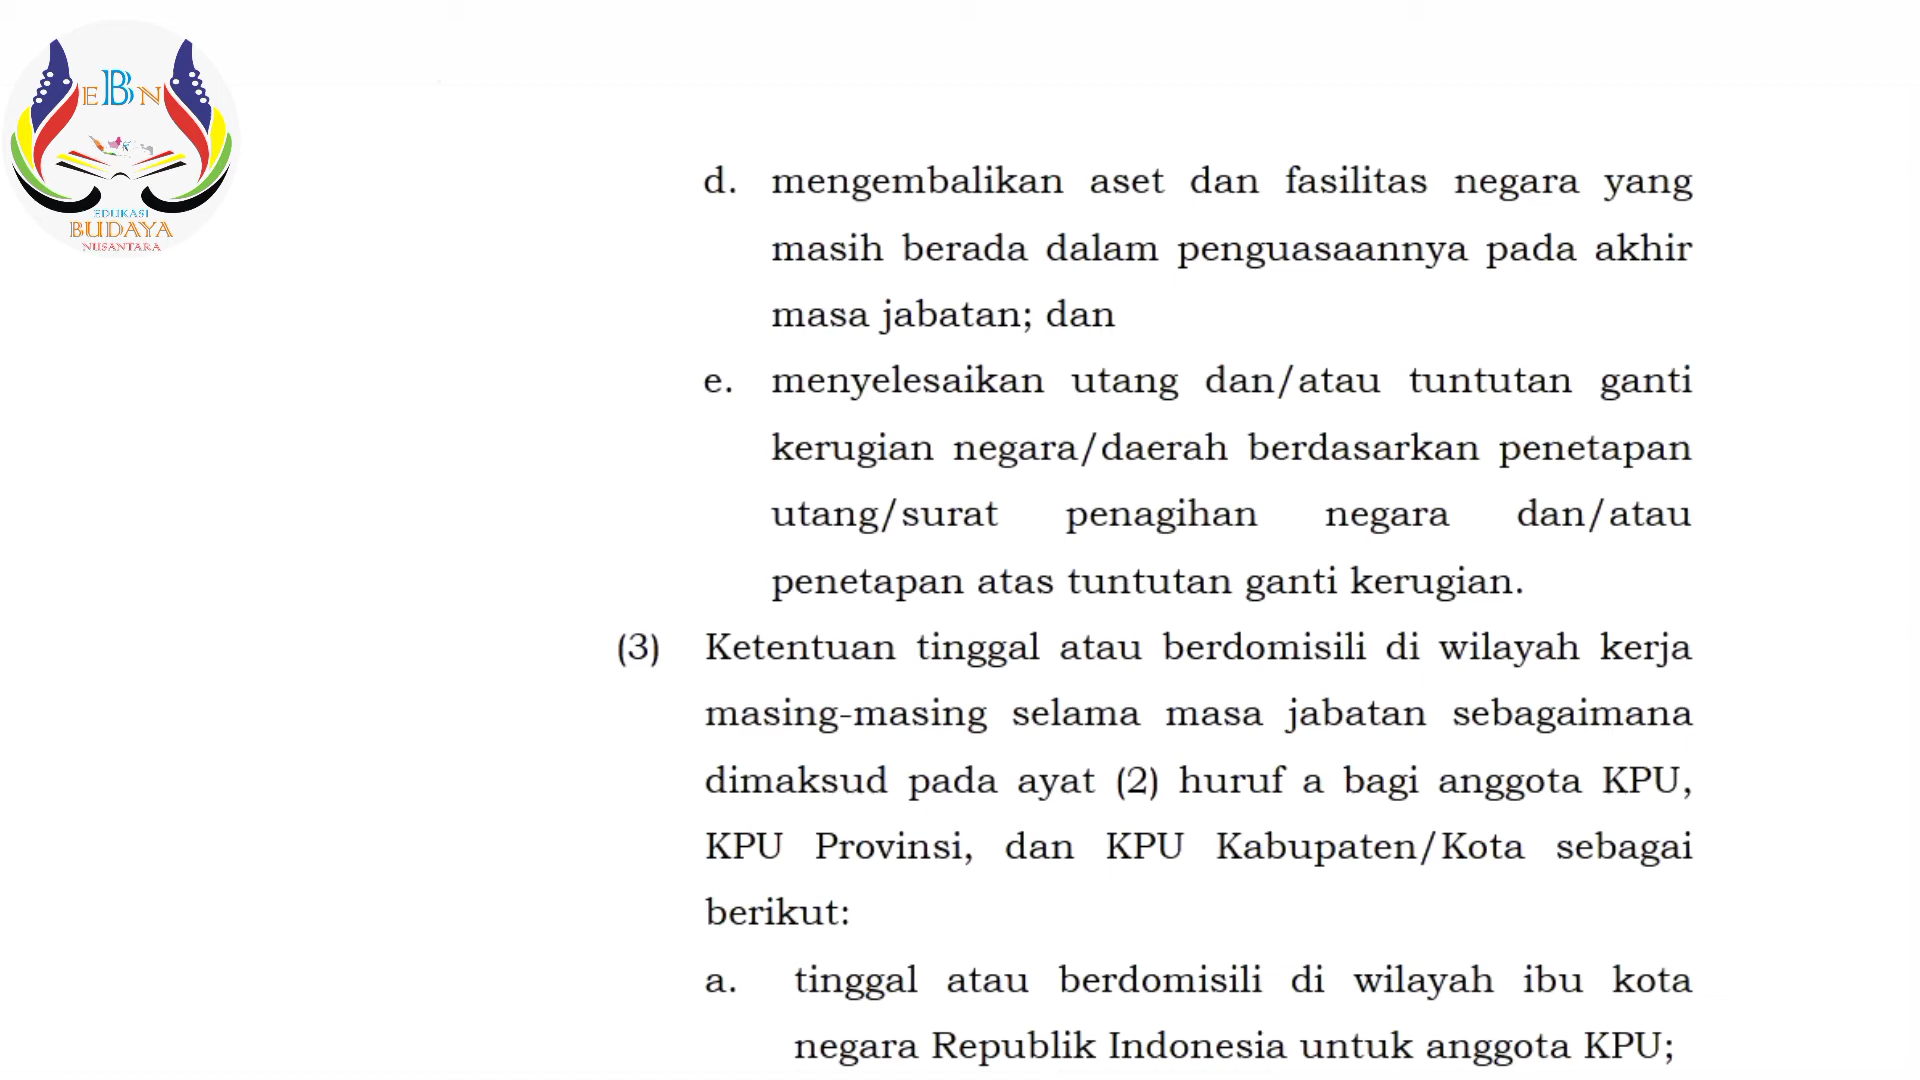 EBN
EDUKASI
BUDAYA
NUSANTARA
d. mengembalikan aset dan fasilitas negara yang
masih berada dalam penguasaannya pada akhir
masa jabatan; dan
e. menyelesaikan utang dan/atau tuntutan ganti
kerugian negara/daerah berdasarkan penetapan
utang/surat penagihan negara dan/atau
penetapan atas tuntutan ganti kerugian.
(3) Ketentuan tinggal atau berdomisili di wilayah kerja
masing-masing selama masa jabatan sebagaimana
dimaksud pada ayat (2) huruf a bagi anggota KPU,
KPU Provinsi, dan KPU Kabupaten/Kota sebagai
berikut:
a. tinggal atau berdomisili di wilayah ibu kota
negara Republik Indonesia untuk anggota KPU;